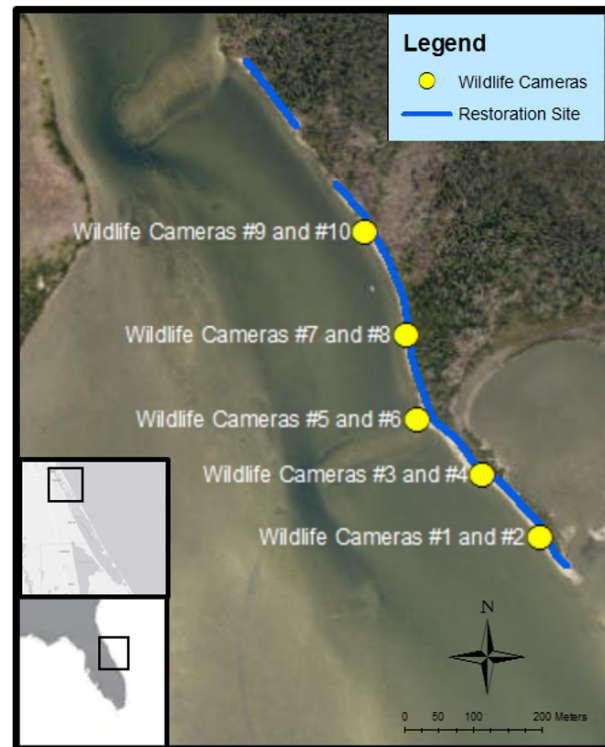 Legend
Wildlife Cameras
Restoration Site
Wildlife Cameras #9 and #10
Wildlife Cameras #7 and #8
Wildlife Cameras #5 and #6
Wildlife Cameras #3 and #4
Wildlife Cameras #1 and #2
N
0 50 100 200 Meters